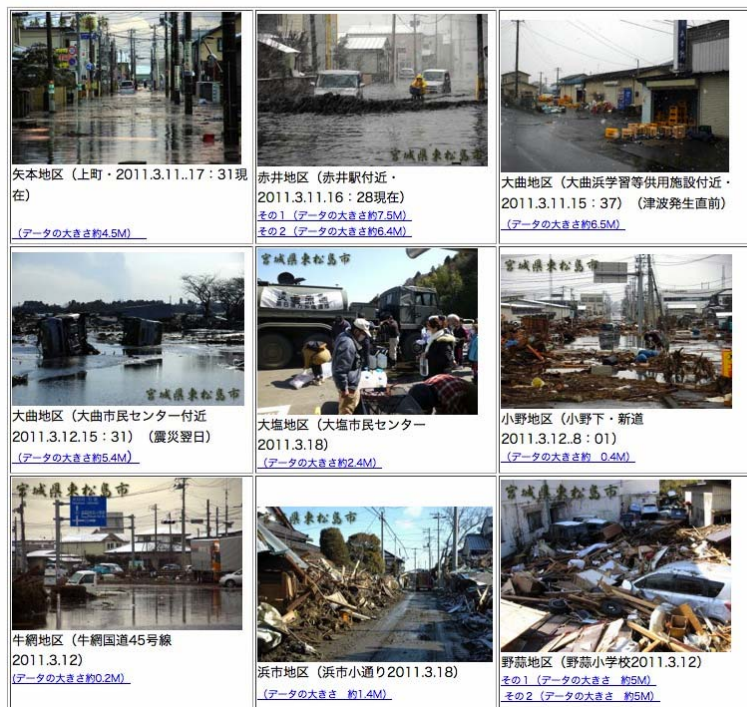 矢本地区（上町・2011.3.11..17：31現
在）
（データの大きさ約4.5M）
宮城県東松島市
赤井地区（赤井駅付近・
2011.3.11.16：28現在）
その１（データの大きさ約7.5M）
その２（データの大きさ約6.4M）
大曲地区（大曲浜学習等供用施設付近・
2011.3.11.15：37）（津波発生直前）
（データの大きさ約6.5M）
宮城県東松島市
大曲地区（大曲市民センター付近
2011.3.12.15：31）（震災翌日）
（データの大きさ約5.4M）
宮城県東松島市
大塩地区（大塩市民センター
2011.3.18）
（データの大きさ約2.4M）
宮城県東松島市
小野地区（小野下・新道
2011.3.12..8：01）
（データの大きさ約　0.4M）
宮城県東松島市
牛網地区（牛網国道45号線
2011.3.12）
（データの大きさ約0.2M）
県東松島市
浜市地区（浜市小通り2011.3.18）
（データの大きさ　約1.4M）
宮城県東松島市
野蒜地区（野蒜小学校2011.3.12）
その１（データの大きさ　約5M）
その２（データの大きさ　約5M）